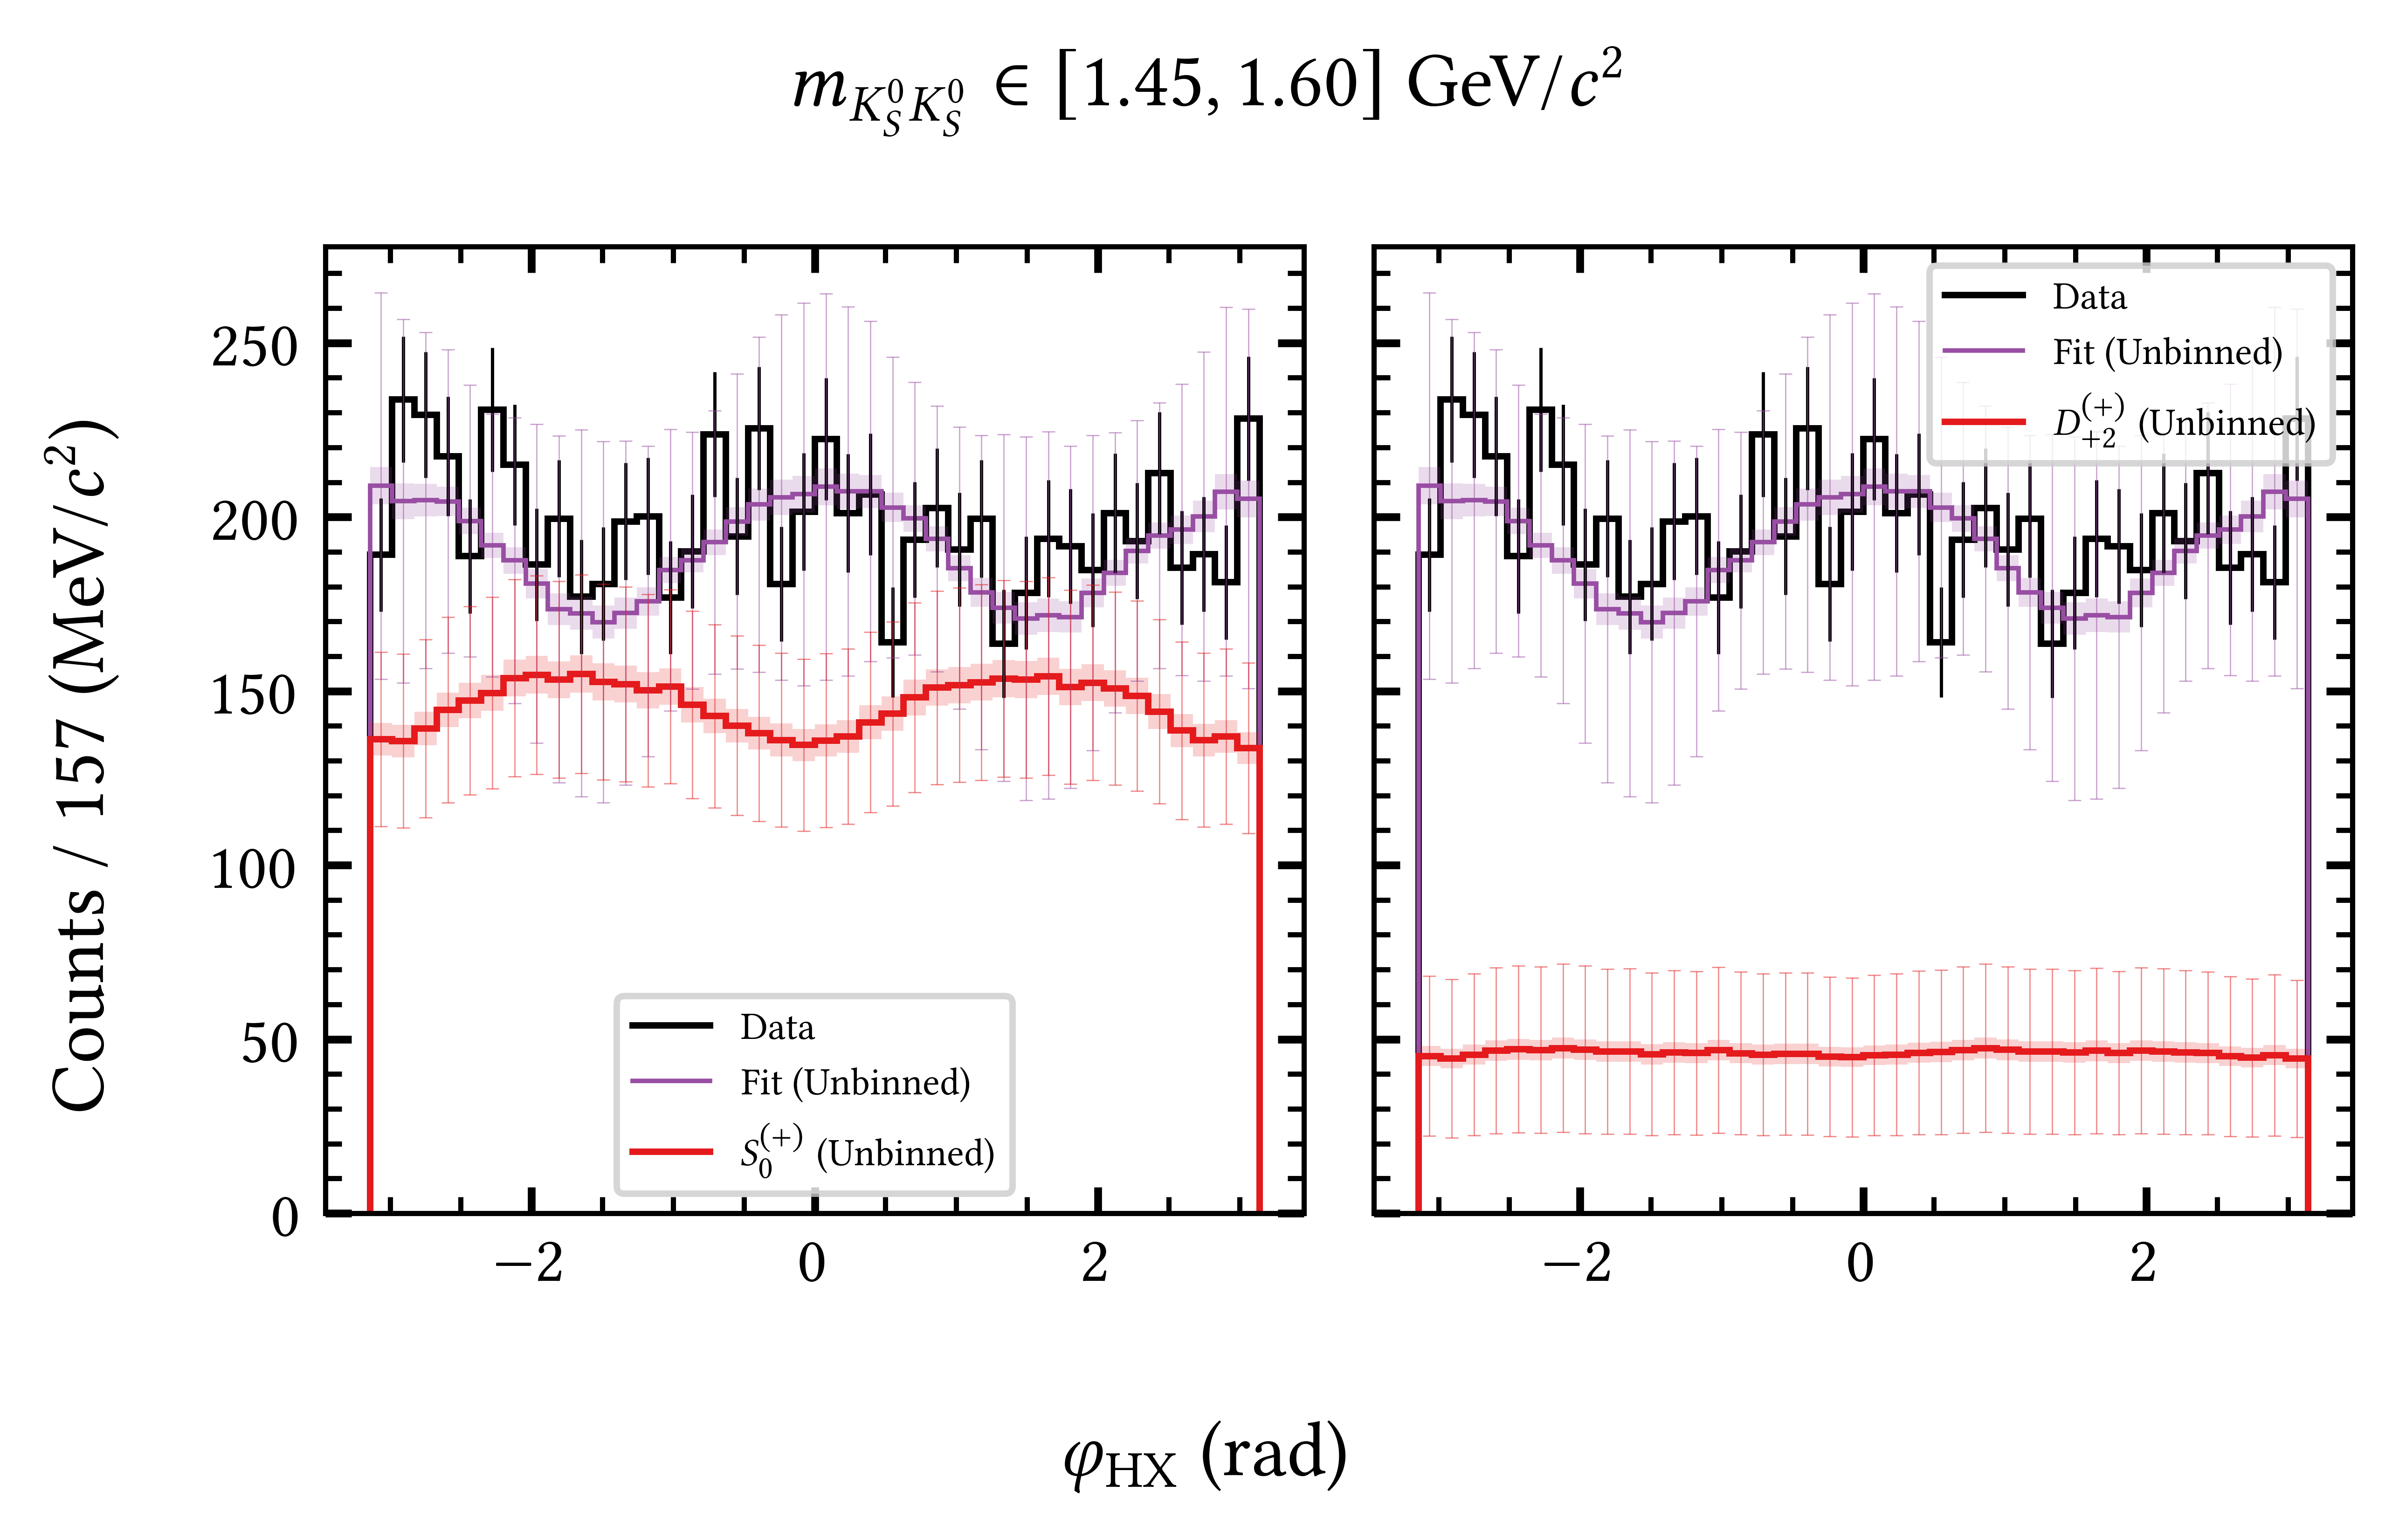 m_{K_S^0 K_S^0} ∈ [1.45, 1.60] GeV/c²
Counts / 157 (MeV/c²)
250
200
150
100
50
0
Data
Fit (Unbinned)
S_0^{(+)} (Unbinned)
Data
Fit (Unbinned)
D_{+2}^{(+)} (Unbinned)
−2 0 2
−2 0 2
φ_HX (rad)